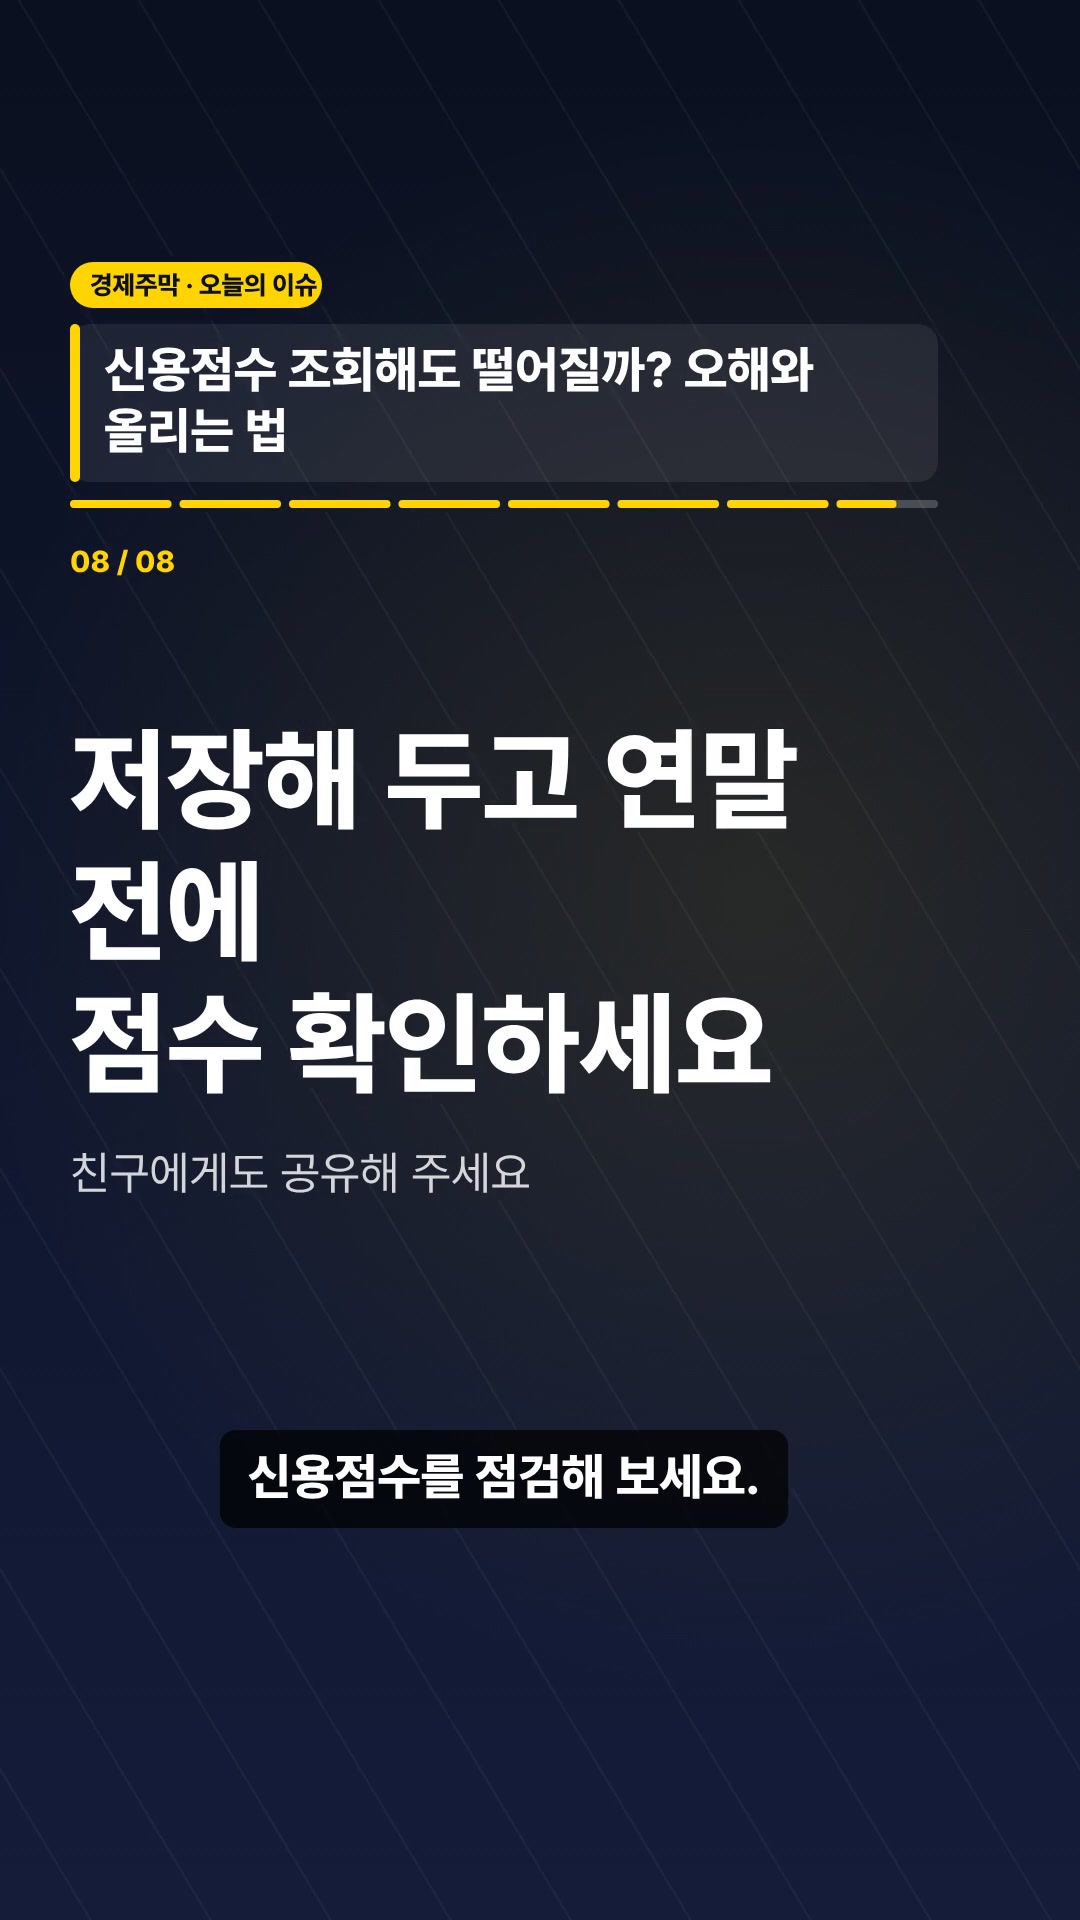 경제주막 · 오늘의 이슈
신용점수 조회해도 떨어질까? 오해와
올리는 법
08 / 08
저장해 두고 연말
전에
점수 확인하세요
친구에게도 공유해 주세요
신용점수를 점검해 보세요.